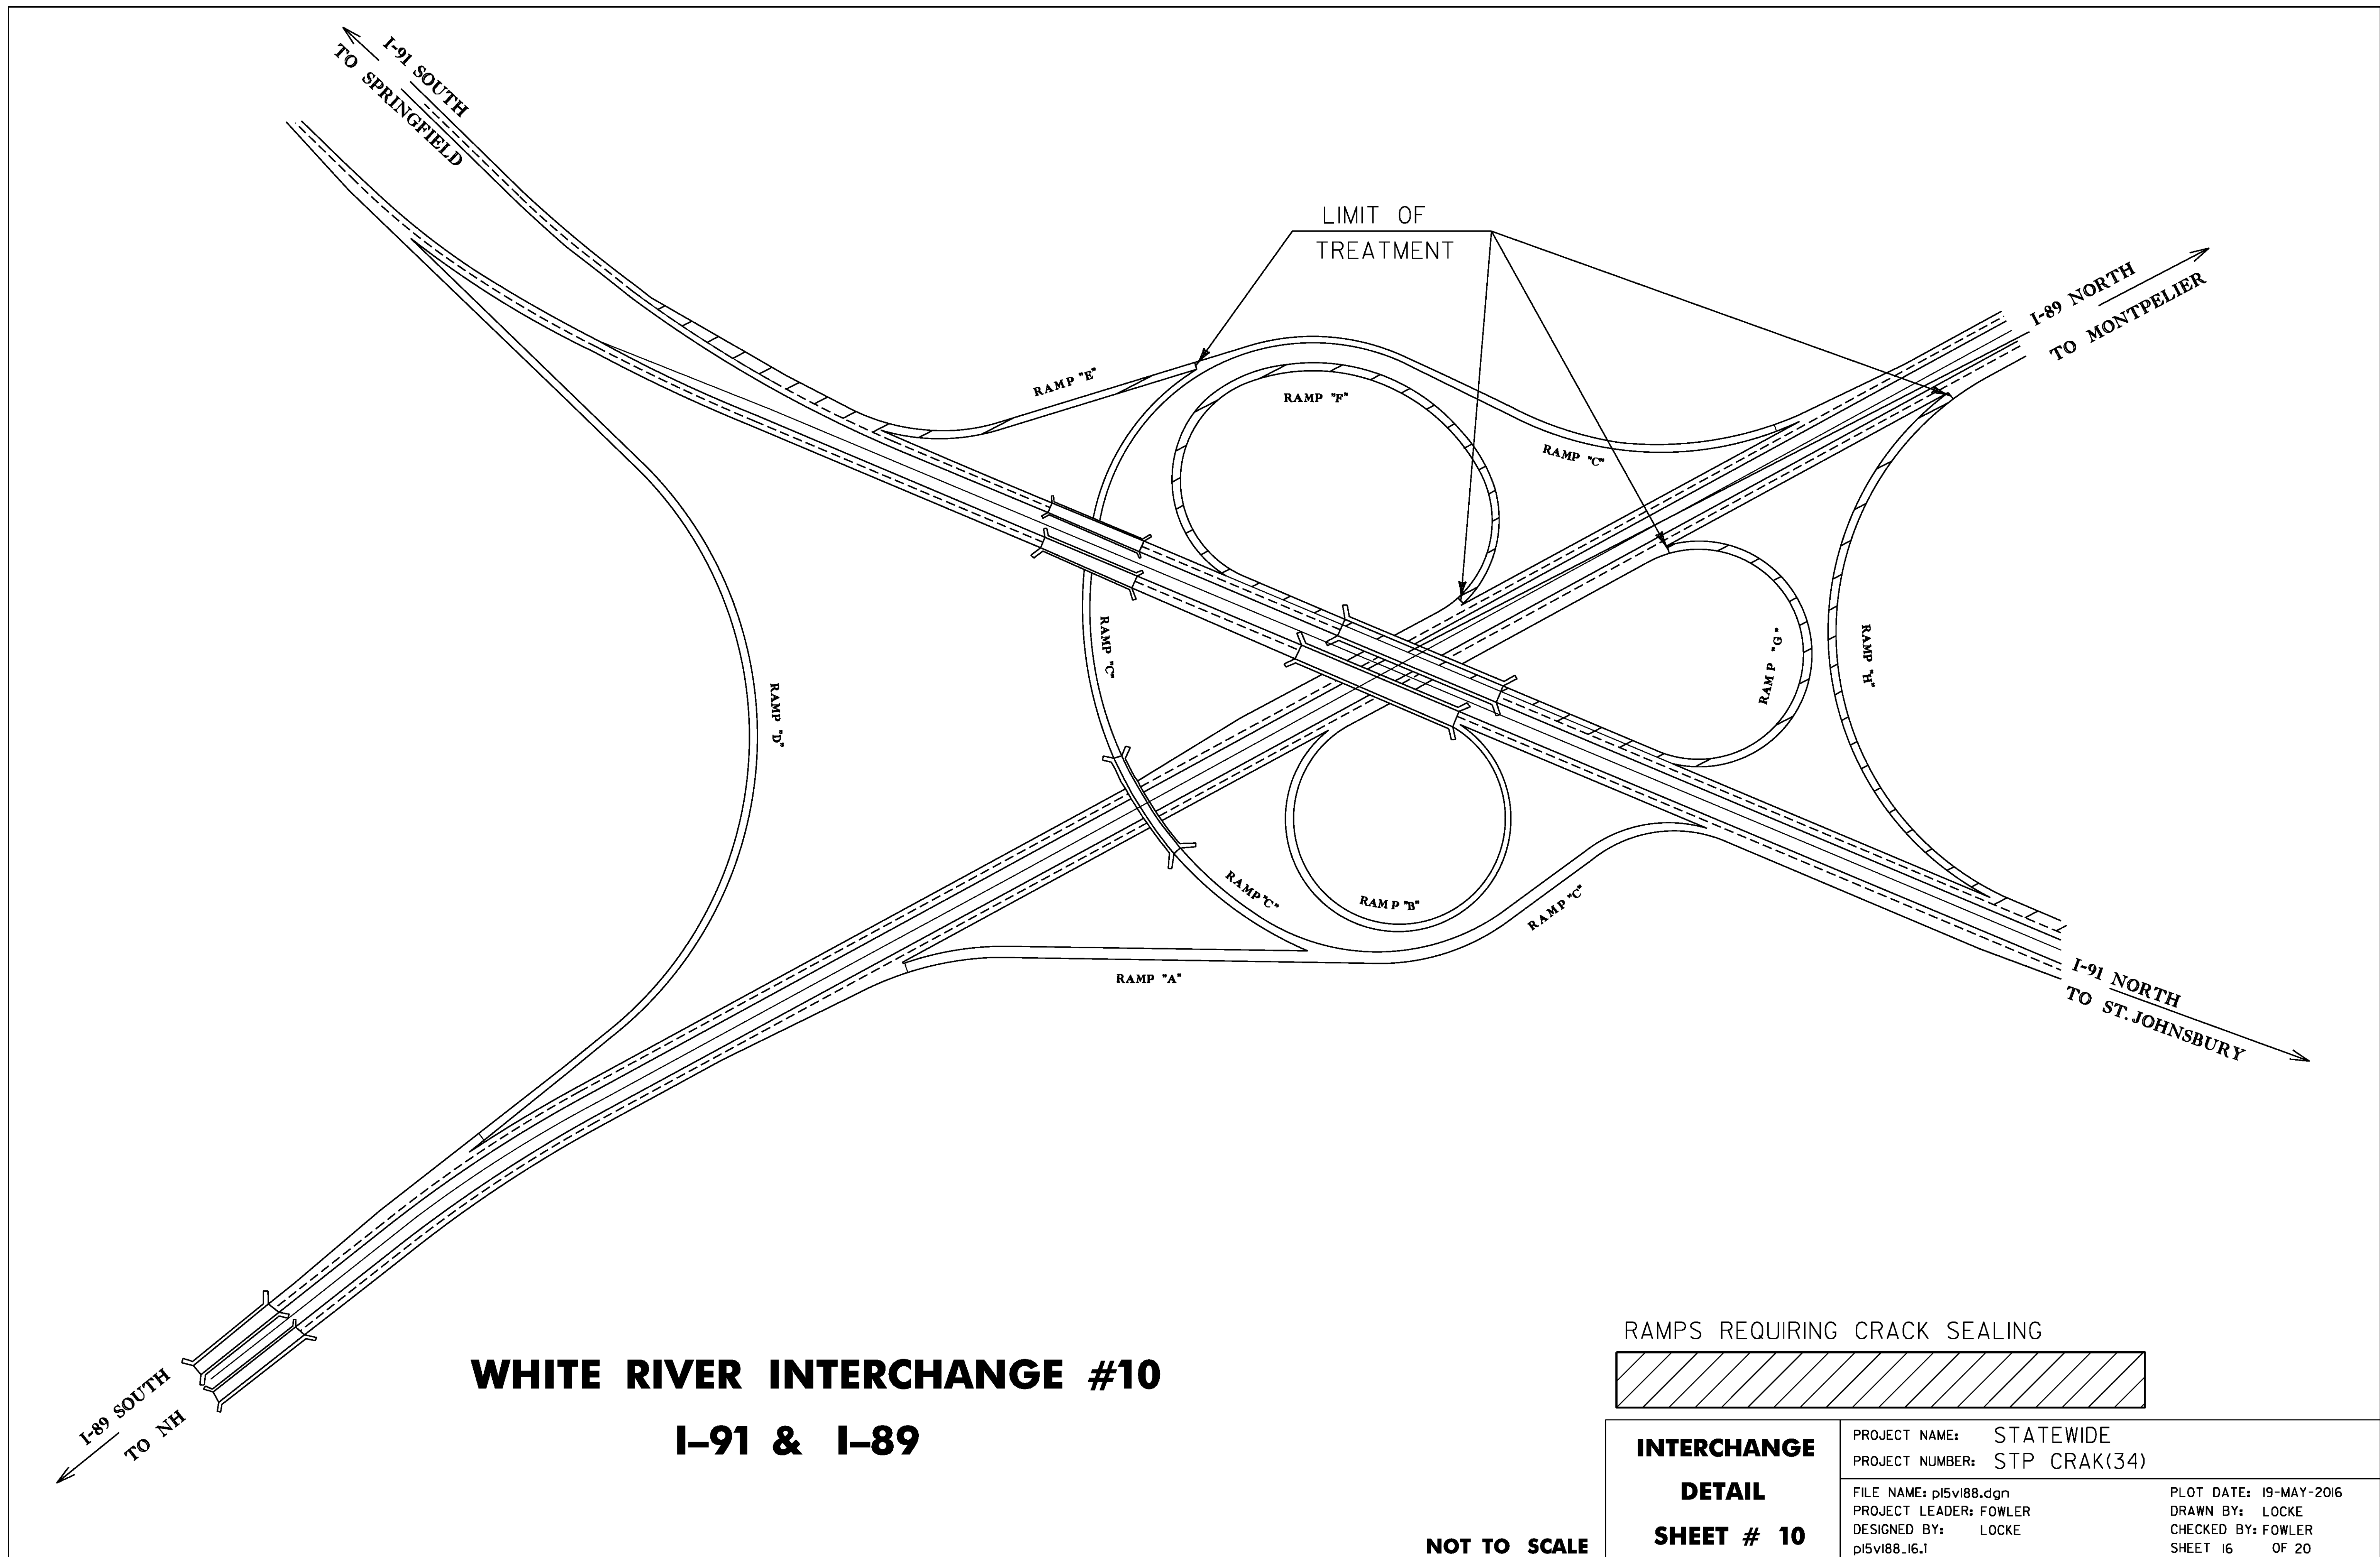 I-91 SOUTH
TO SPRINGFIELD
LIMIT OF
TREATMENT
I-89 NORTH
TO MONTPELIER
RAMP "E"
RAMP "F"
RAMP "C"
RAMP "C"
RAMP "G"
RAMP "H"
RAMP "D"
RAMP "C"
RAMP "B"
RAMP "C"
RAMP "A"
I-91 NORTH
TO ST. JOHNSBURY
I-89 SOUTH
TO NH
WHITE RIVER INTERCHANGE #10
I-91 & I-89
RAMPS REQUIRING CRACK SEALING
NOT TO SCALE
INTERCHANGE
DETAIL
SHEET # 10
PROJECT NAME: STATEWIDE
PROJECT NUMBER: STP CRAK(34)
FILE NAME: p15v188.dgn
PROJECT LEADER: FOWLER
DESIGNED BY: LOCKE
p15v188_16.i
PLOT DATE: 19-MAY-2016
DRAWN BY: LOCKE
CHECKED BY: FOWLER
SHEET 16 OF 20